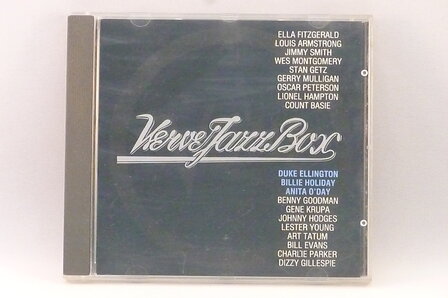 ELLA FITZGERALD
LOUIS ARMSTRONG
JIMMY SMITH
WES MONTGOMERY
STAN GETZ
GERRY MULLIGAN
OSCAR PETERSON
LIONEL HAMPTON
COUNT BASIE
Verve Jazz Box
DUKE ELLINGTON
BILLIE HOLIDAY
ANITA O'DAY
BENNY GOODMAN
GENE KRUPA
JOHNNY HODGES
LESTER YOUNG
ART TATUM
BILL EVANS
CHARLIE PARKER
DIZZY GILLESPIE